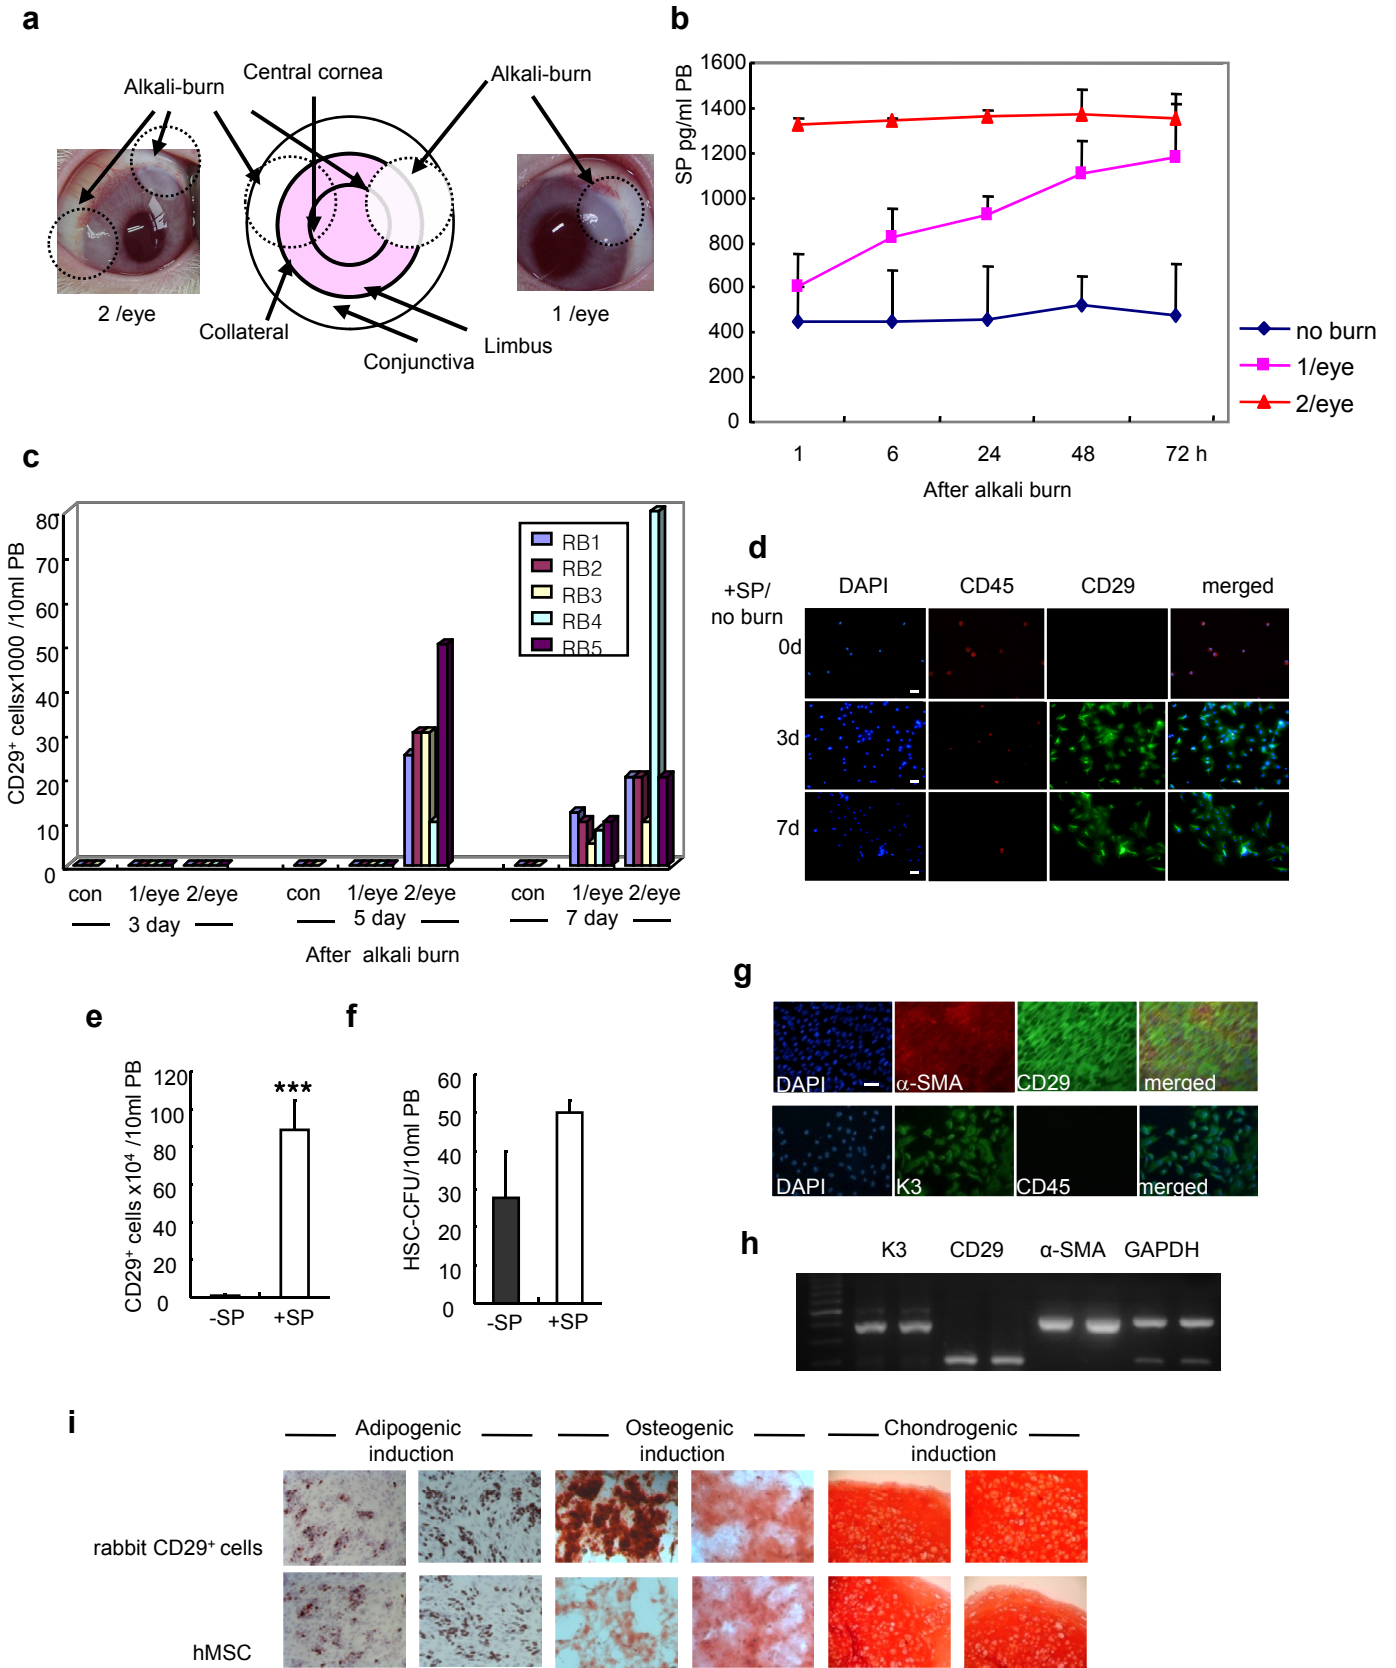 a
Central cornea
Alkali-burn
Alkali-burn
2 /eye
1 /eye
Collateral
Limbus
Conjunctiva
b
SP pg/ml PB
1600
1400
1200
1000
800
600
400
200
0
1 6 24 48 72 h
After alkali burn
no burn
1/eye
2/eye
c
CD29⁺ cellsx1000 /10ml PB
80
70
60
50
40
30
20
10
0
RB1
RB2
RB3
RB4
RB5
con 1/eye 2/eye con 1/eye 2/eye con 1/eye 2/eye
3 day 5 day 7 day
After alkali burn
d
+SP/
no burn
DAPI CD45 CD29 merged
0d
3d
7d
e
CD29⁺ cells x10⁴ /10ml PB
120
100
80
60
40
20
0
***
-SP +SP
f
HSC-CFU/10ml PB
60
50
40
30
20
10
0
-SP +SP
g
DAPI α-SMA CD29 merged
DAPI K3 CD45 merged
h
K3 CD29 α-SMA GAPDH
i
Adipogenic
induction
Osteogenic
induction
Chondrogenic
induction
rabbit CD29⁺ cells
hMSC